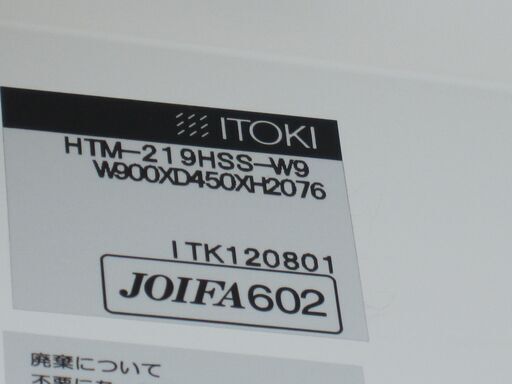 ITOKI
HTM-219HSS-W9
W900XD450XH2076
ITK120801
JOIFA602
廃棄について